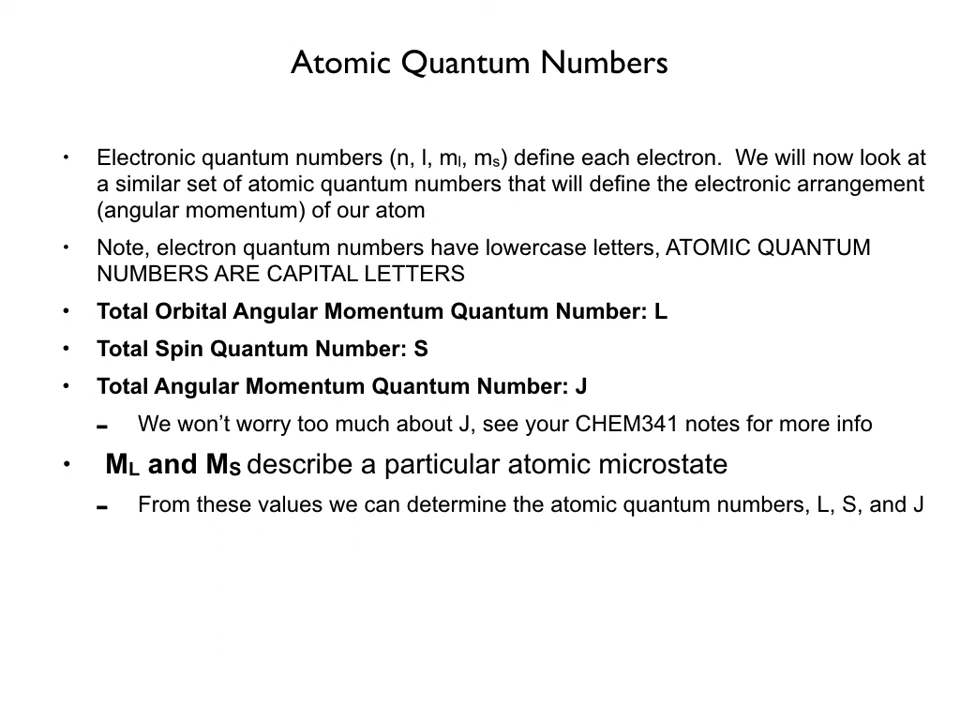 Atomic Quantum Numbers
• Electronic quantum numbers (n, l, mₗ, mₛ) define each electron.  We will now look at
a similar set of atomic quantum numbers that will define the electronic arrangement
(angular momentum) of our atom
• Note, electron quantum numbers have lowercase letters, ATOMIC QUANTUM
NUMBERS ARE CAPITAL LETTERS
• Total Orbital Angular Momentum Quantum Number: L
• Total Spin Quantum Number: S
• Total Angular Momentum Quantum Number: J
– We won’t worry too much about J, see your CHEM341 notes for more info
• M_L and M_S describe a particular atomic microstate
– From these values we can determine the atomic quantum numbers, L, S, and J